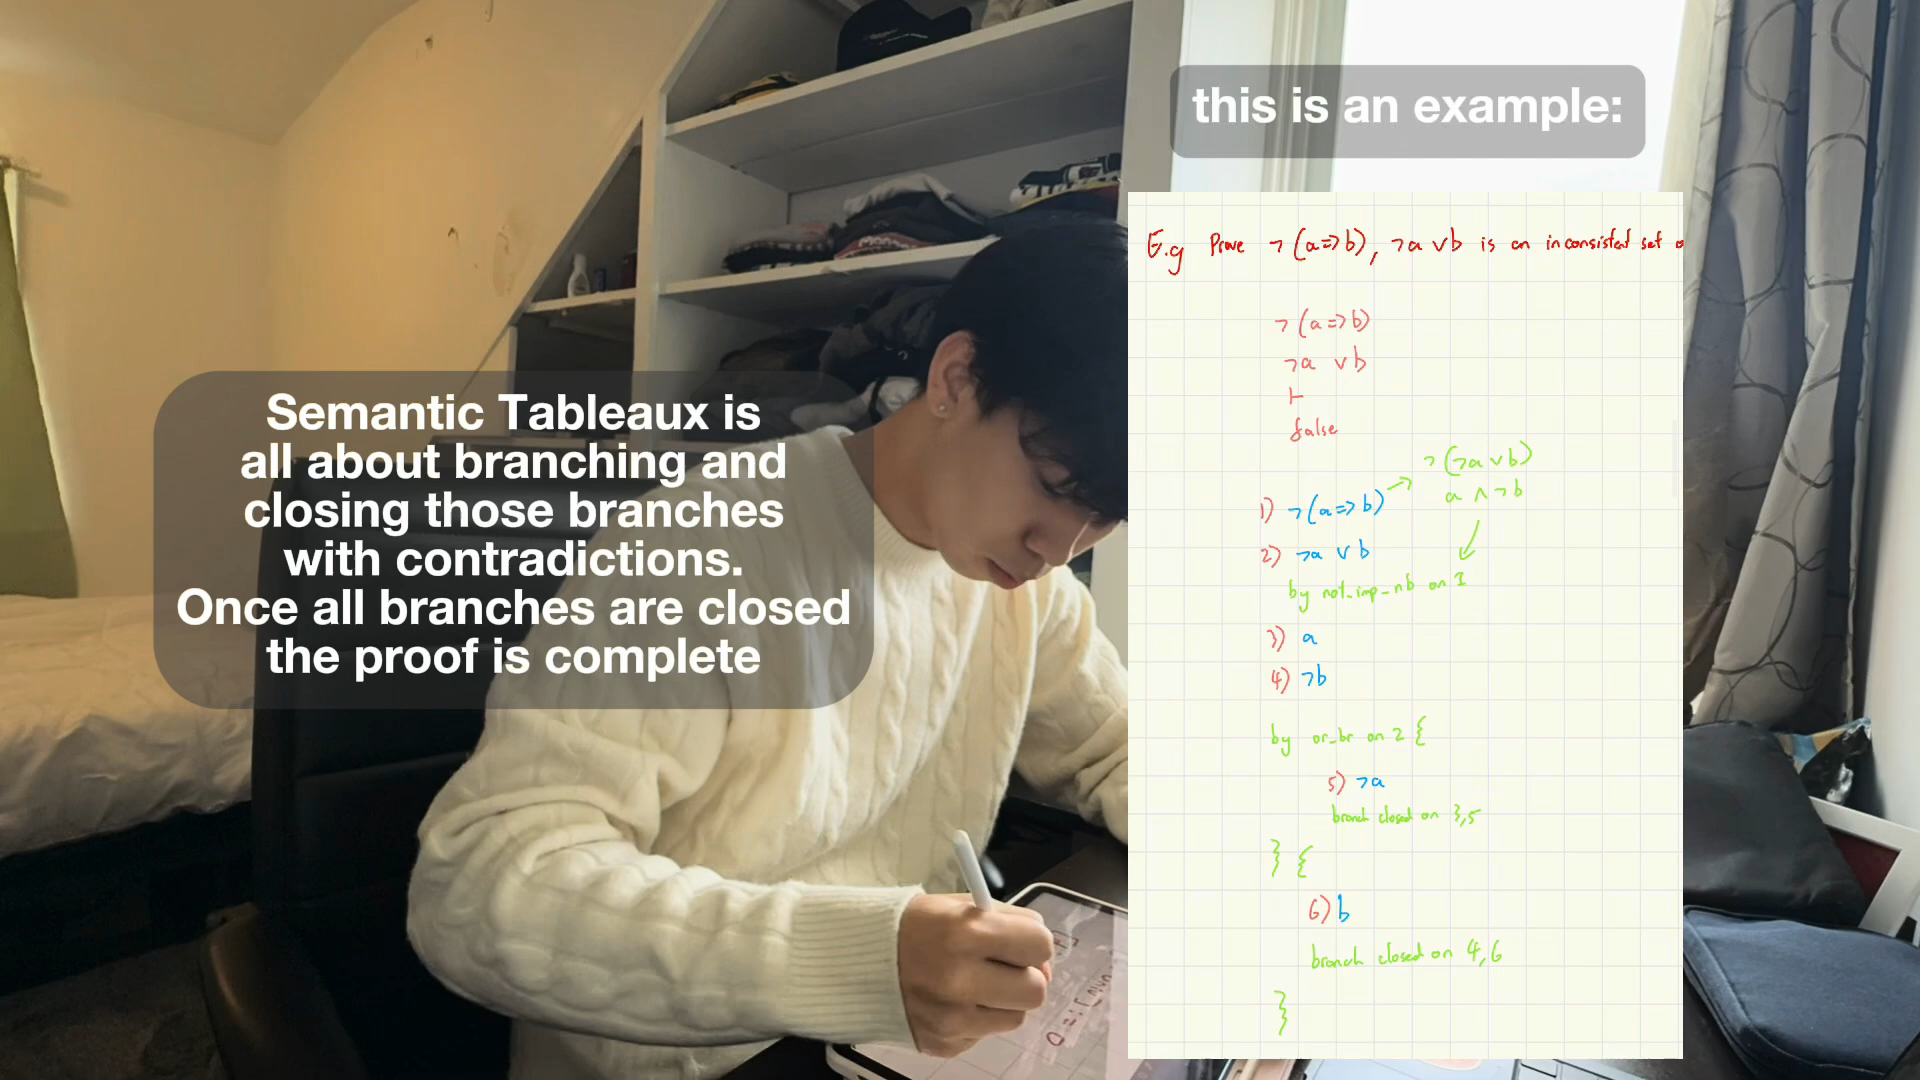 this is an example:
Semantic Tableaux is
all about branching and
closing those branches
with contradictions.
Once all branches are closed
the proof is complete
E.g Prove ¬(a=>b), ¬a ∨ b is an inconsistent set
¬(a=>b)
¬a ∨ b
⊢
false
¬(¬a ∨ b)
a ∧ ¬b
1) ¬(a=>b)
2) ¬a ∨ b
by not_imp_nb on 1
3) a
4) ¬b
by or_br on 2 {
5) ¬a
branch closed on 3,5
} {
6) b
branch closed on 4,6
}